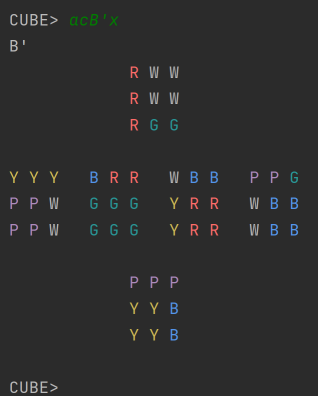 CUBE> acB'x
B'
R W W
R W W
R G G
Y Y Y B R R W B B P P G
P P W G G G Y R R W B B
P P W G G G Y R R W B B
P P P
Y Y B
Y Y B
CUBE>